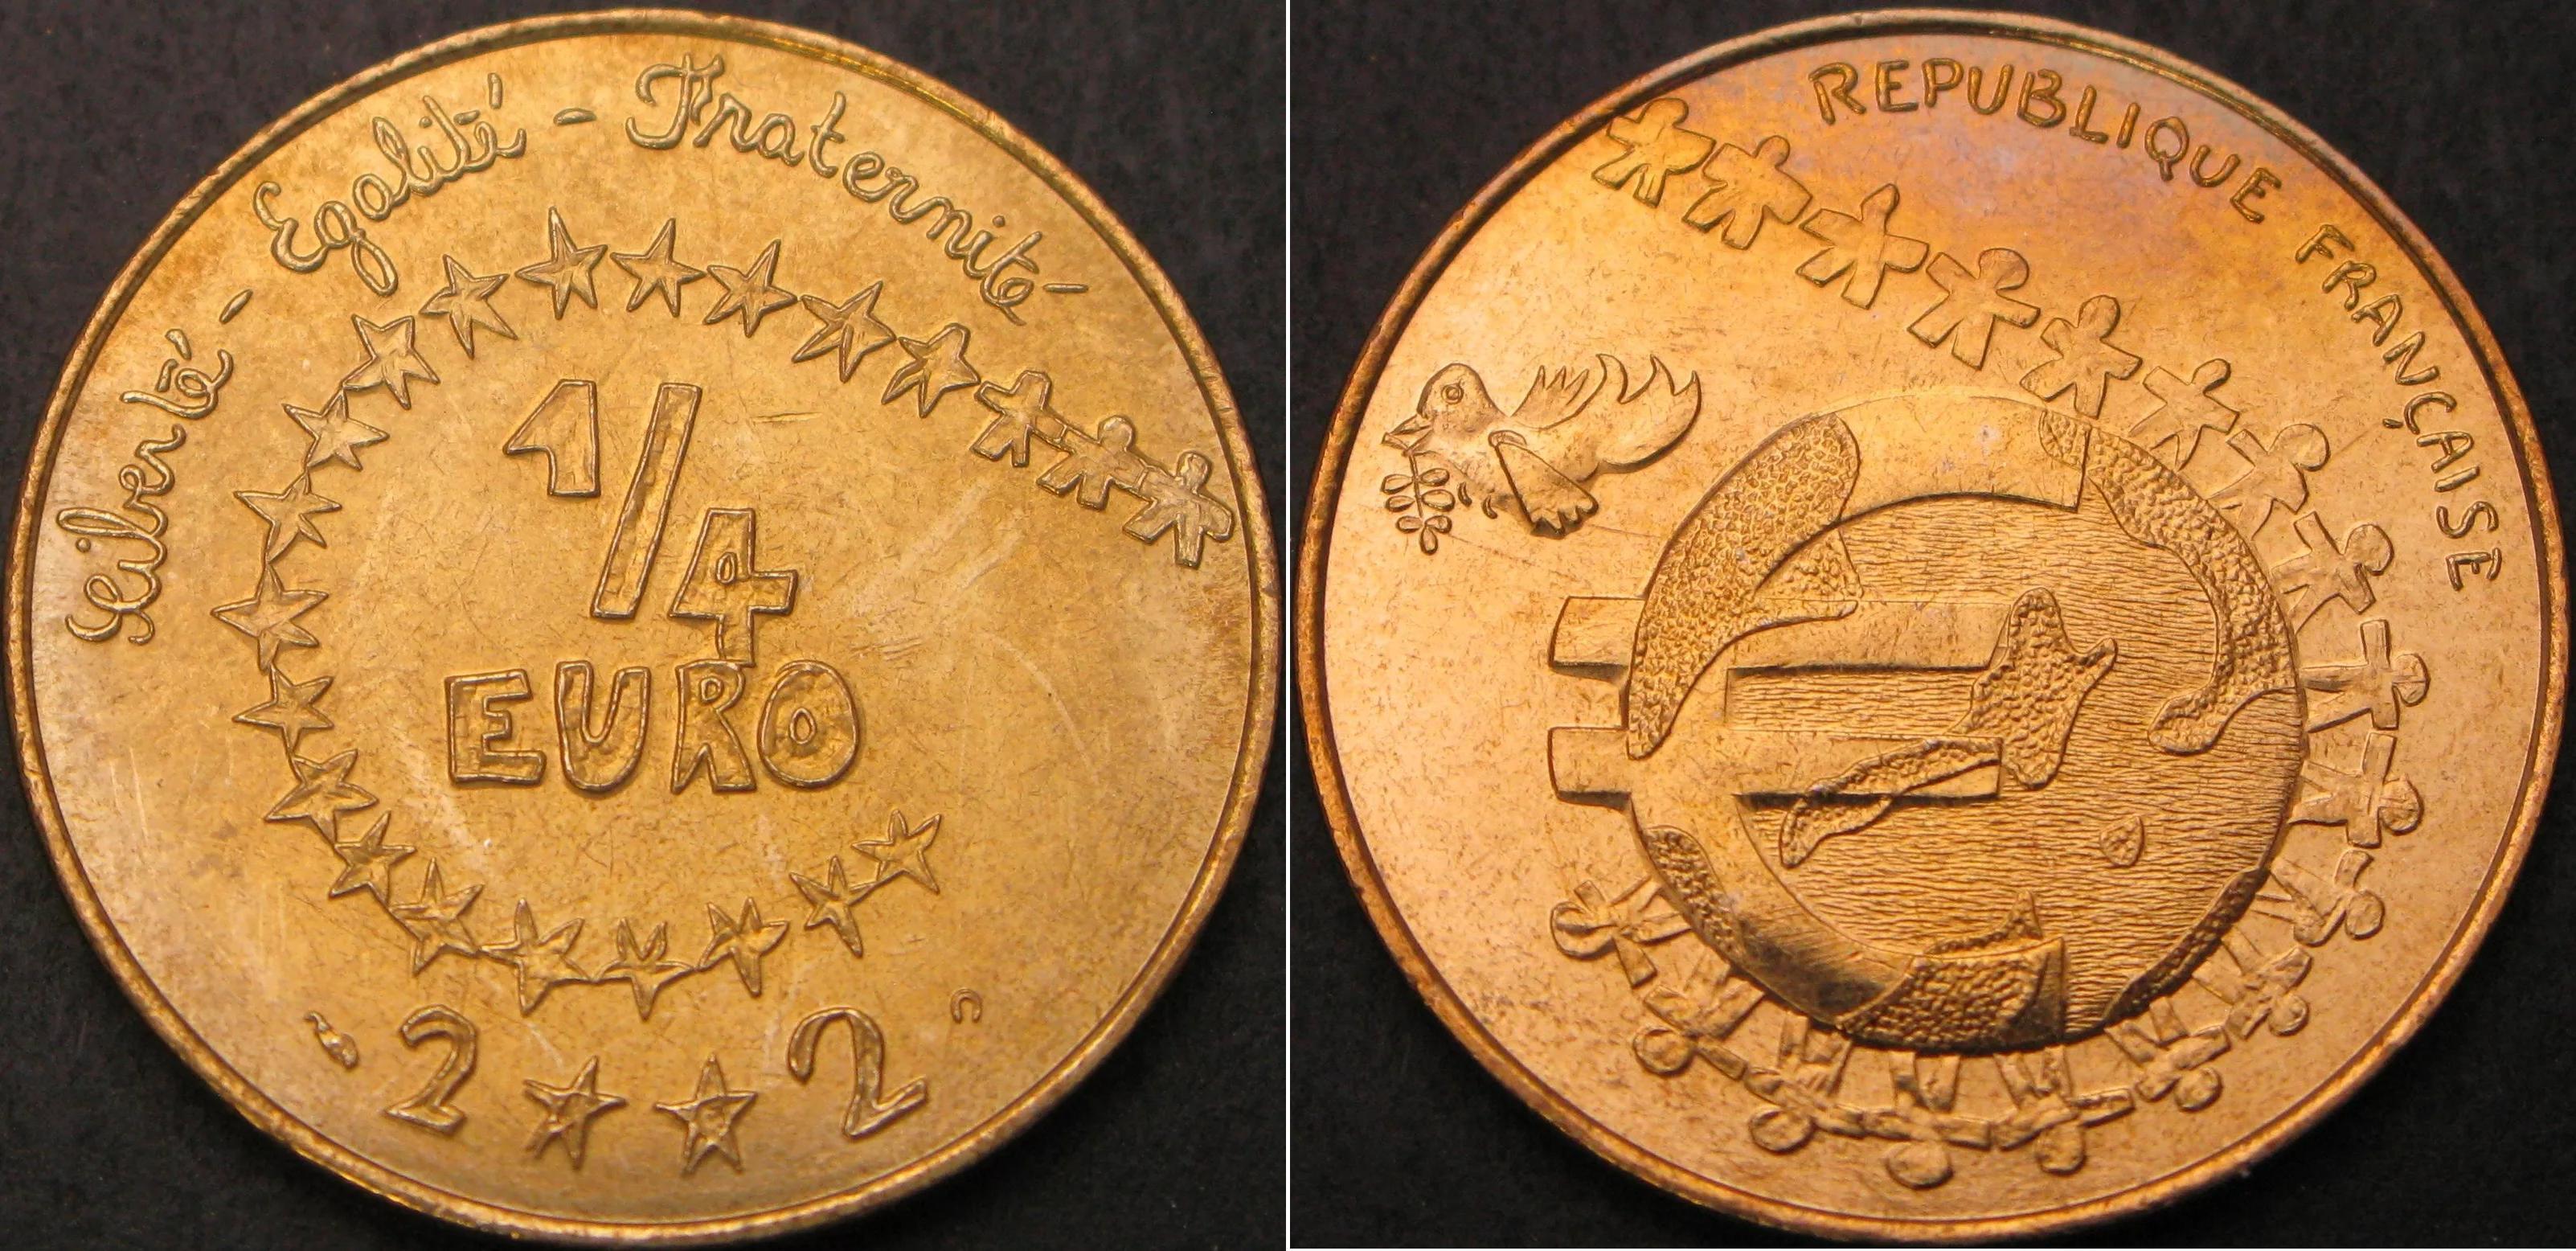 Liberté - Egalité - Fraternité
1/4
EURO
2 2
REPUBLIQUE FRANÇAISE